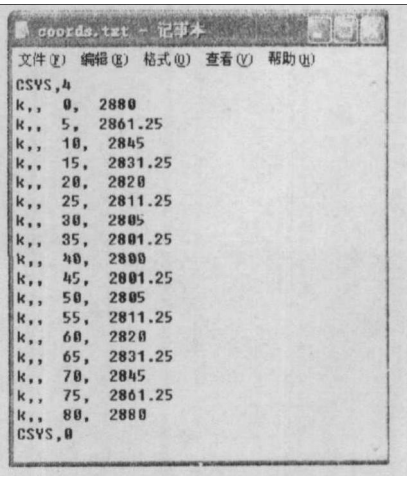 coords.txt - 记事本
文件(F) 编辑(E) 格式(O) 查看(V) 帮助(H)
CSYS,4
k,, 0, 2880
k,, 5, 2861.25
k,, 10, 2845
k,, 15, 2831.25
k,, 20, 2820
k,, 25, 2811.25
k,, 30, 2805
k,, 35, 2801.25
k,, 40, 2800
k,, 45, 2801.25
k,, 50, 2805
k,, 55, 2811.25
k,, 60, 2820
k,, 65, 2831.25
k,, 70, 2845
k,, 75, 2861.25
k,, 80, 2880
CSYS,0